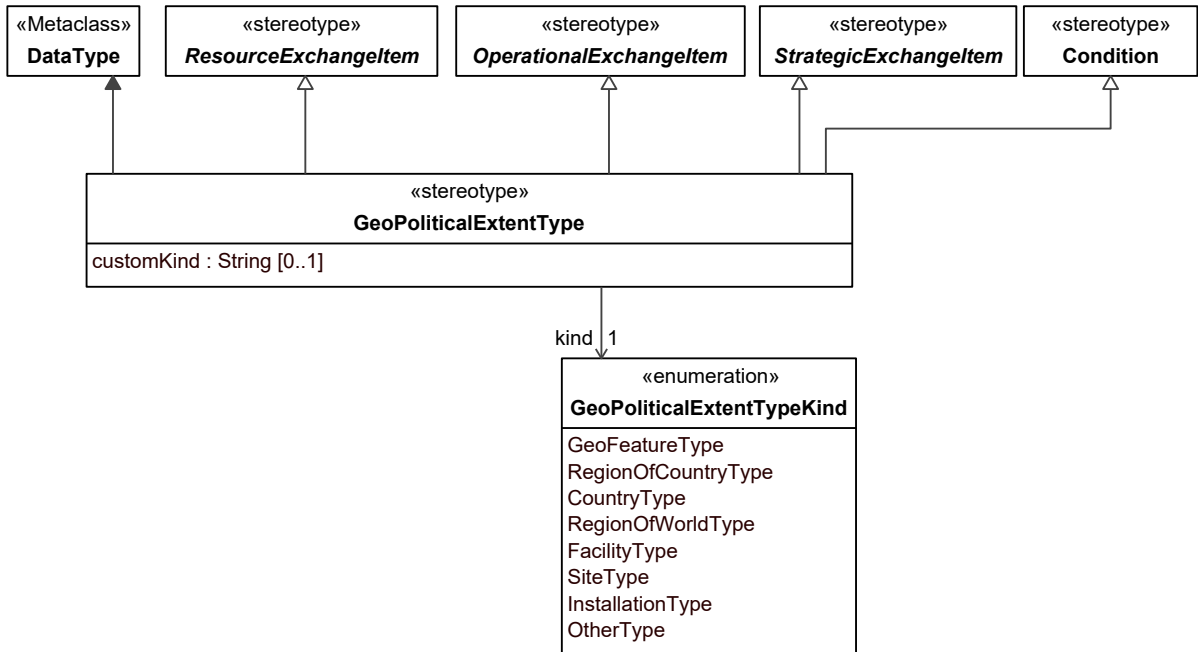 «Metaclass»
DataType
«stereotype»
ResourceExchangeItem
«stereotype»
OperationalExchangeItem
«stereotype»
StrategicExchangeItem
«stereotype»
Condition
«stereotype»
GeoPoliticalExtentType
customKind : String [0..1]
kind 1
«enumeration»
GeoPoliticalExtentTypeKind
GeoFeatureType
RegionOfCountryType
CountryType
RegionOfWorldType
FacilityType
SiteType
InstallationType
OtherType